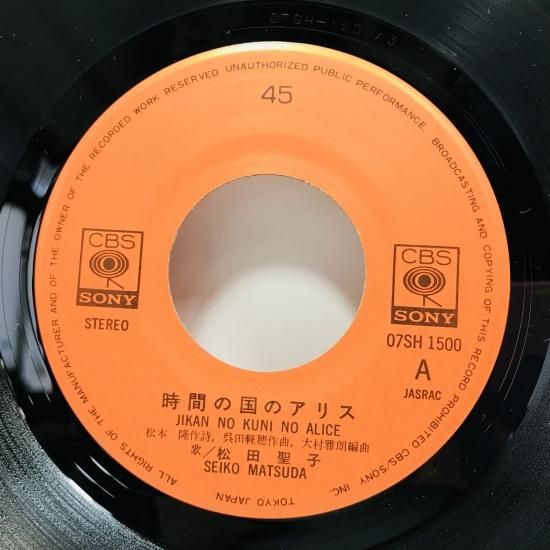 07SH-1500A3
ALL RIGHTS OF THE MANUFACTURER AND OF THE OWNER OF THE RECORDED WORK RESERVED UNAUTHORIZED PUBLIC PERFORMANCE. BROADCASTING AND COPYING OF THIS RECORD PROHIBITED CBS/SONY INC.
TOKYO JAPAN
45
CBS
SONY
STEREO
CBS
SONY
07SH 1500
A
JASRAC
時間の国のアリス
JIKAN NO KUNI NO ALICE
松本 隆作詩, 呉田軽穂作曲, 大村雅朗編曲
歌/松田聖子
SEIKO MATSUDA